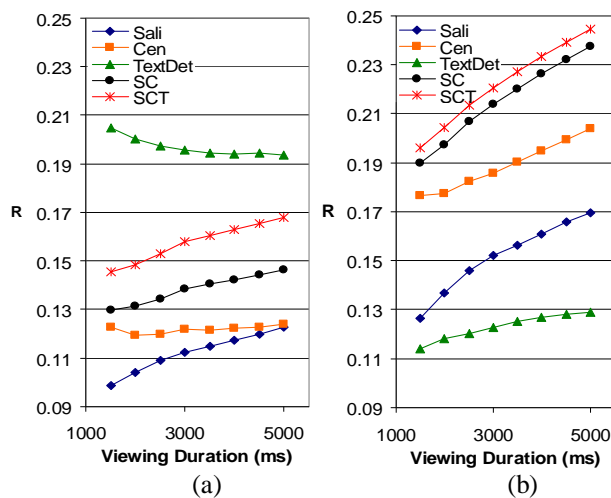 0.25
0.23
0.21
0.19
0.17
0.15
0.13
0.11
0.09
R
1000
3000
5000
Viewing Duration (ms)
Sali
Cen
TextDet
SC
SCT
(a)
0.25
0.23
0.21
0.19
0.17
0.15
0.13
0.11
0.09
R
1000
3000
5000
Viewing Duration (ms)
Sali
Cen
TextDet
SC
SCT
(b)